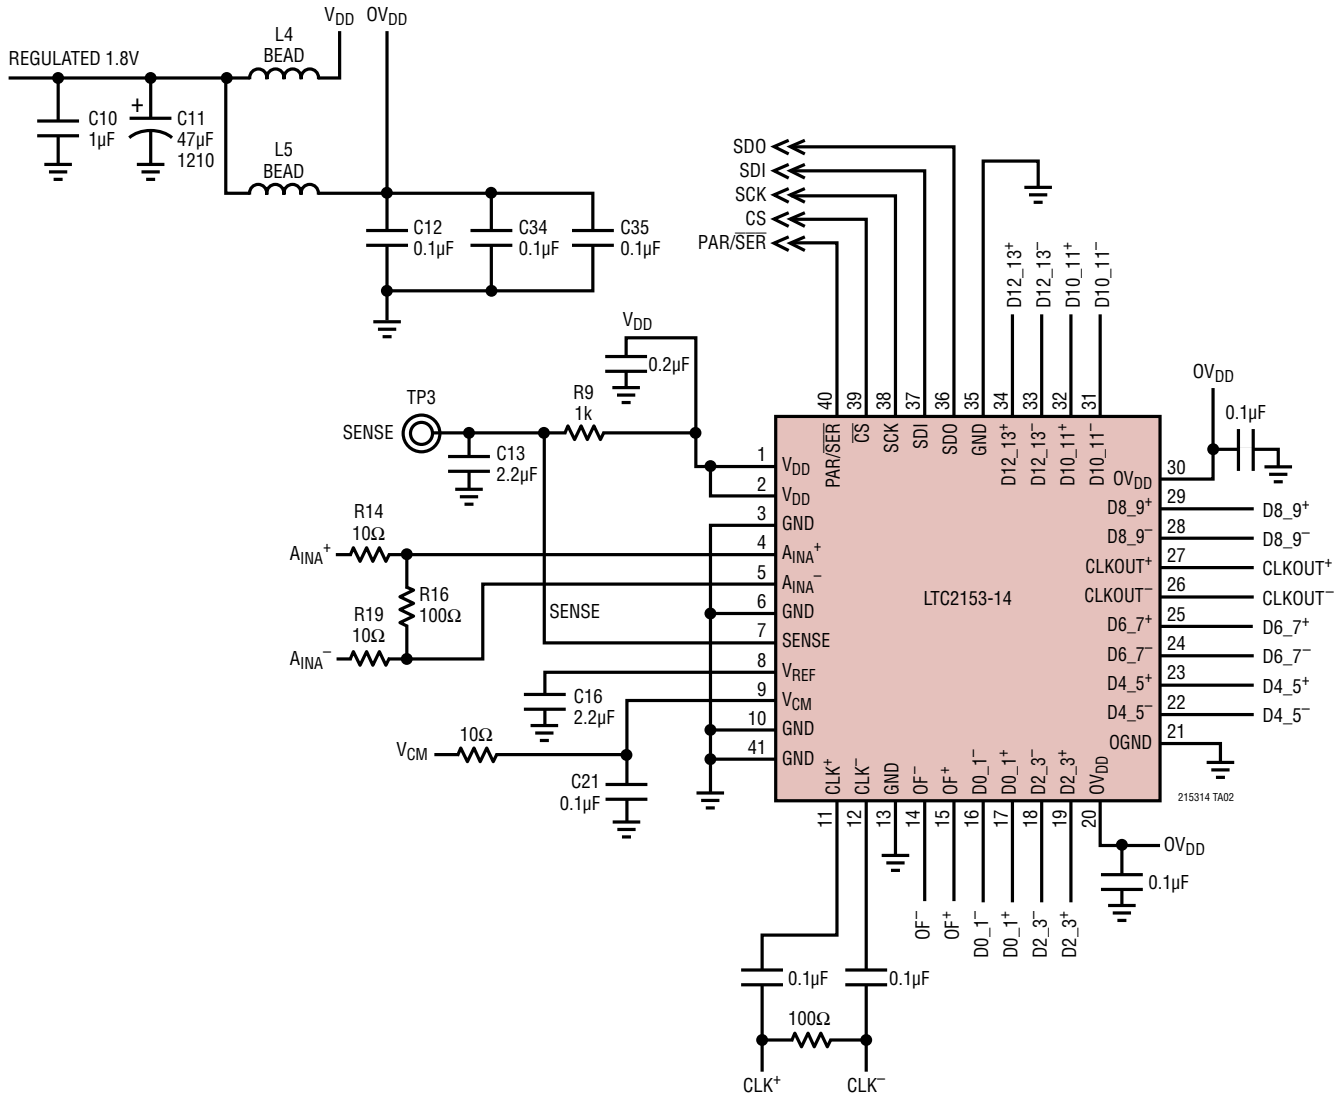 VDD OVDD
L4
BEAD
REGULATED 1.8V
+
C10
1µF
C11
47µF
1210
L5
BEAD
C12
0.1µF
C34
0.1µF
C35
0.1µF
SDO
SDI
SCK
CS
PAR/SER
D12_13+
D12_13–
D10_11+
D10_11–
VDD
0.2µF
TP3
SENSE
R9
1k
C13
2.2µF
40
39
38
37
36
35
34
33
32
31
PAR/SER
CS
SCK
SDI
SDO
GND
D12_13+
D12_13–
D10_11+
D10_11–
OVDD
0.1µF
R14
10Ω
AINA+
R16
100Ω
R19
10Ω
AINA–
SENSE
C16
2.2µF
10Ω
VCM
C21
0.1µF
1 VDD
2 VDD
3 GND
4 AINA+
5 AINA–
6 GND
7 SENSE
8 VREF
9 VCM
10 GND
41 GND
LTC2153-14
OVDD 30
D8_9+ 29 D8_9+
D8_9– 28 D8_9–
CLKOUT+ 27 CLKOUT+
CLKOUT– 26 CLKOUT–
D6_7+ 25 D6_7+
D6_7– 24 D6_7–
D4_5+ 23 D4_5+
D4_5– 22 D4_5–
OGND 21
215314 TA02
CLK+
CLK–
GND
OF–
OF+
D0_1–
D0_1+
D2_3–
D2_3+
OVDD
11
12
13
14
15
16
17
18
19
20
OVDD
0.1µF
OF–
OF+
D0_1–
D0_1+
D2_3–
D2_3+
0.1µF
0.1µF
100Ω
CLK+
CLK–